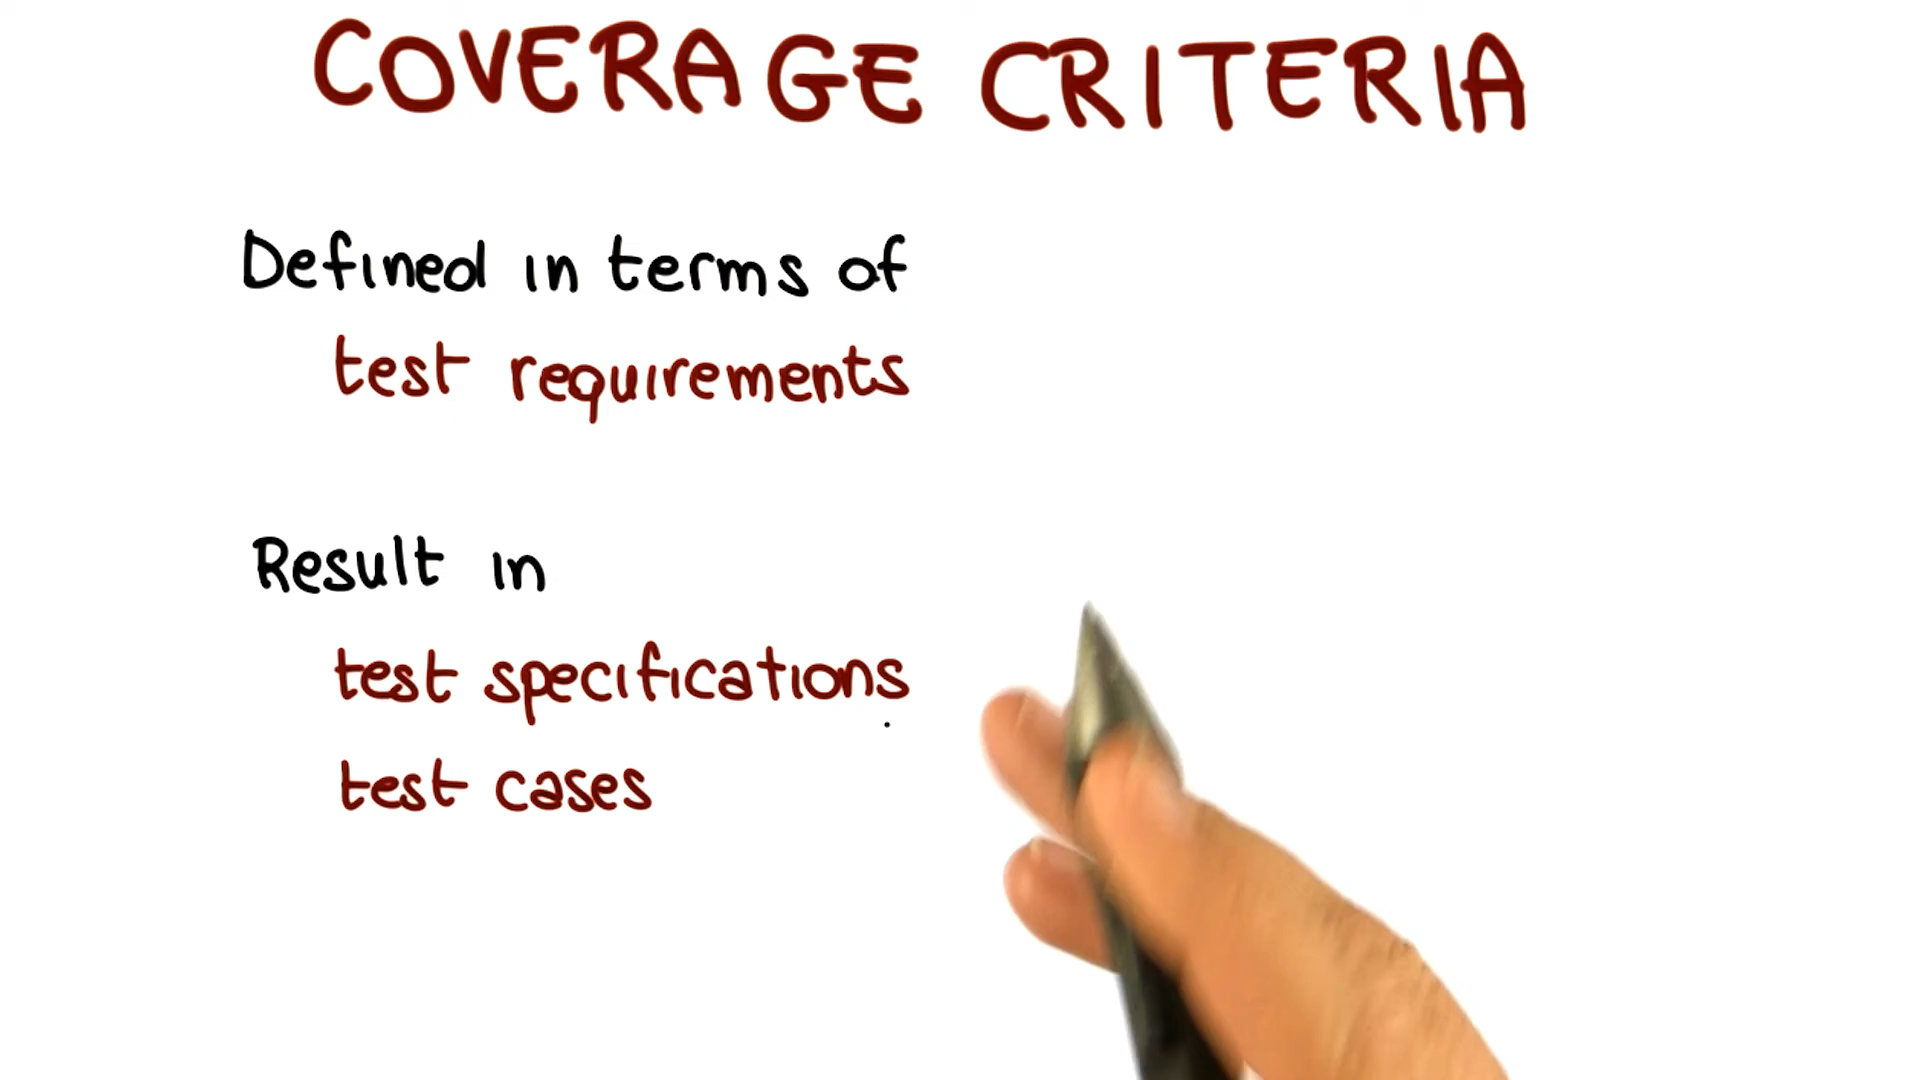 COVERAGE CRITERIA
Defined in terms of
test requirements
Result in
test specifications
test cases